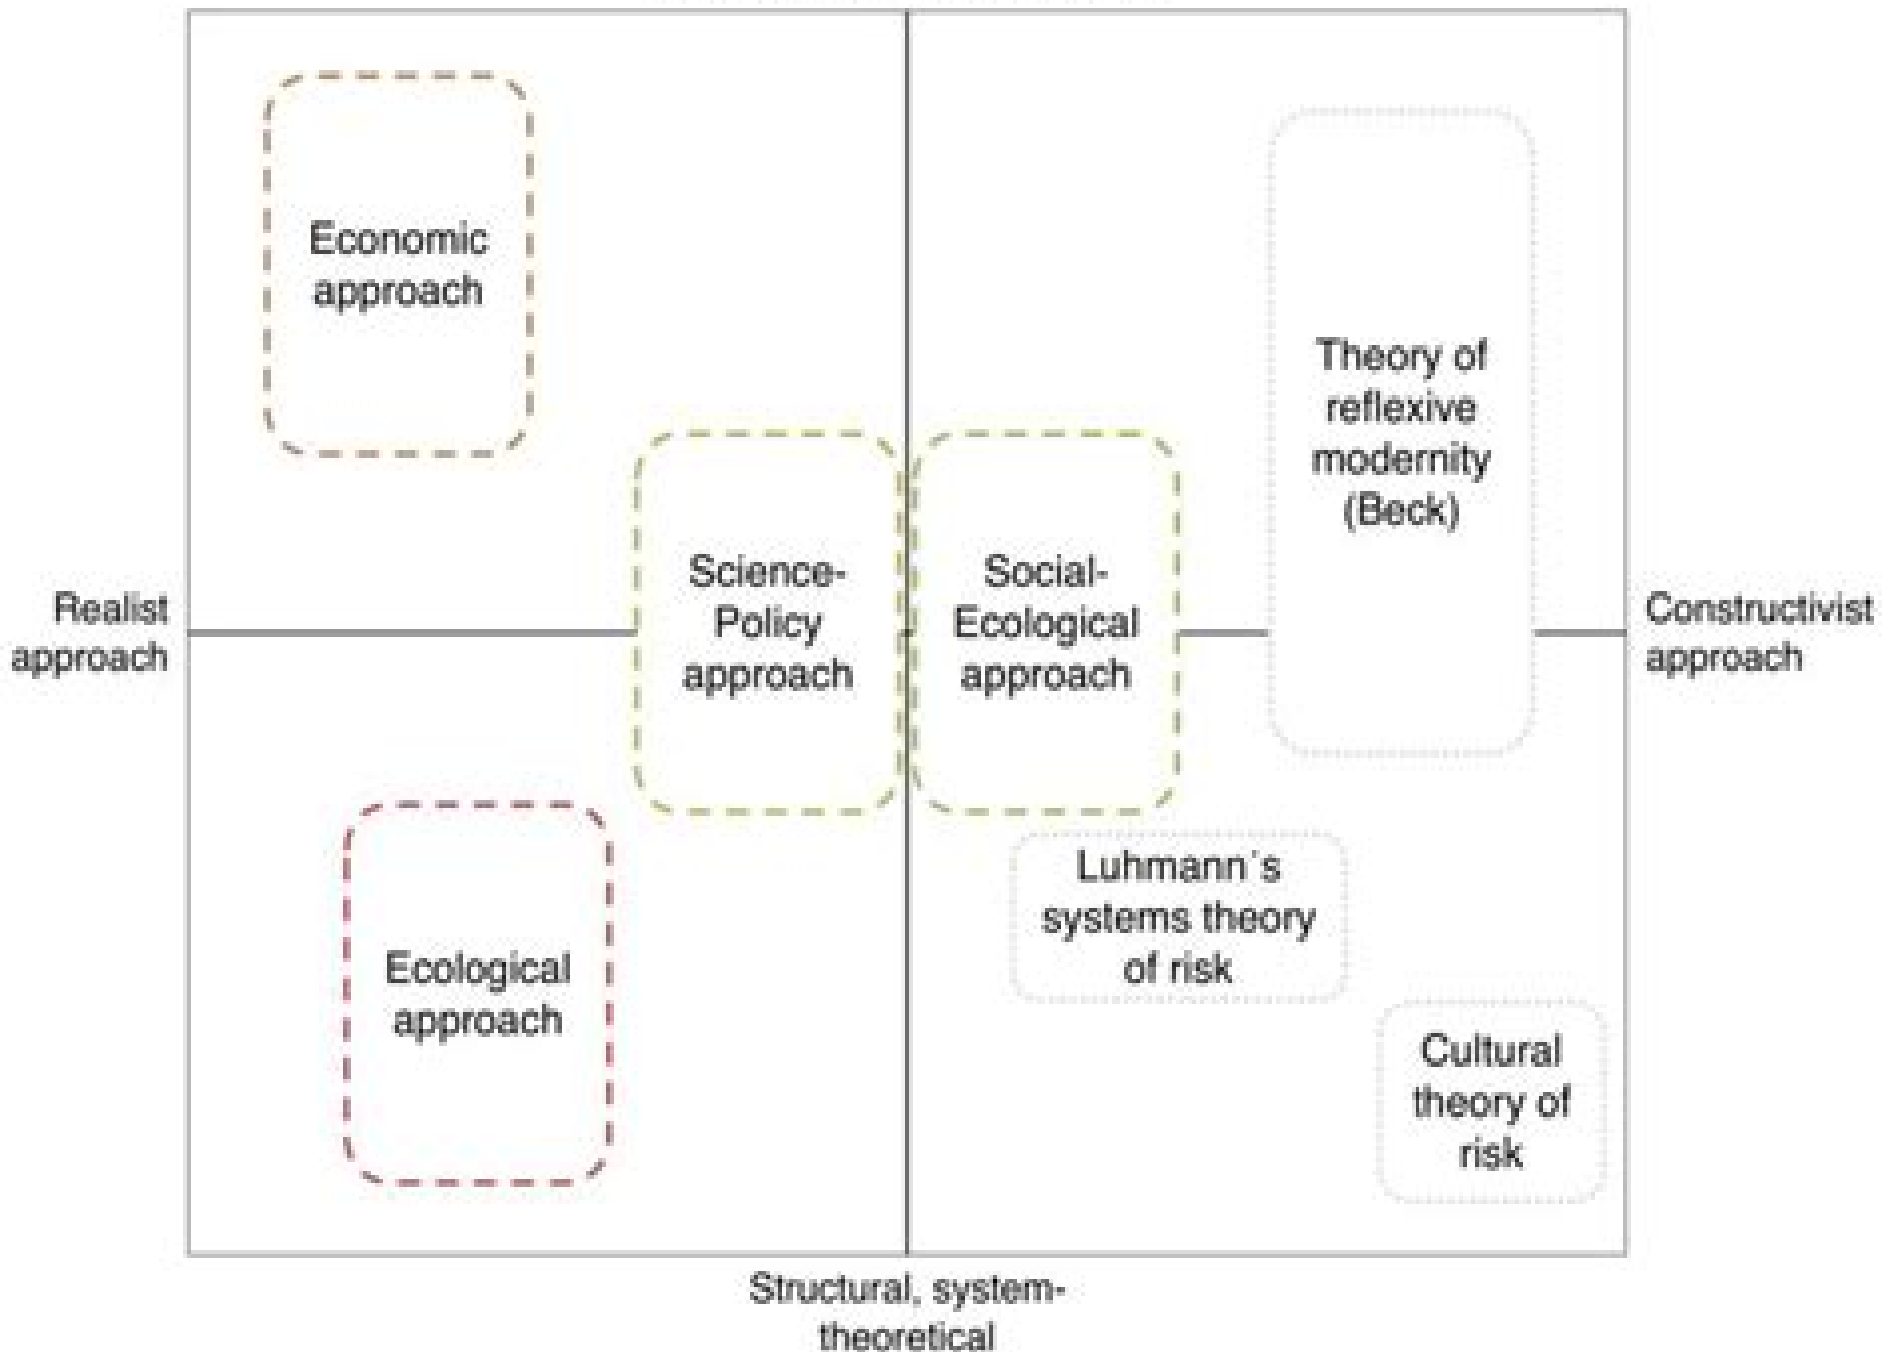 Economic
approach
Theory of
reflexive
modernity
(Beck)
Science-
Policy
approach
Social-
Ecological
approach
Realist
approach
Constructivist
approach
Luhmann´s
systems theory
of risk
Ecological
approach
Cultural
theory of
risk
Structural, system-
theoretical